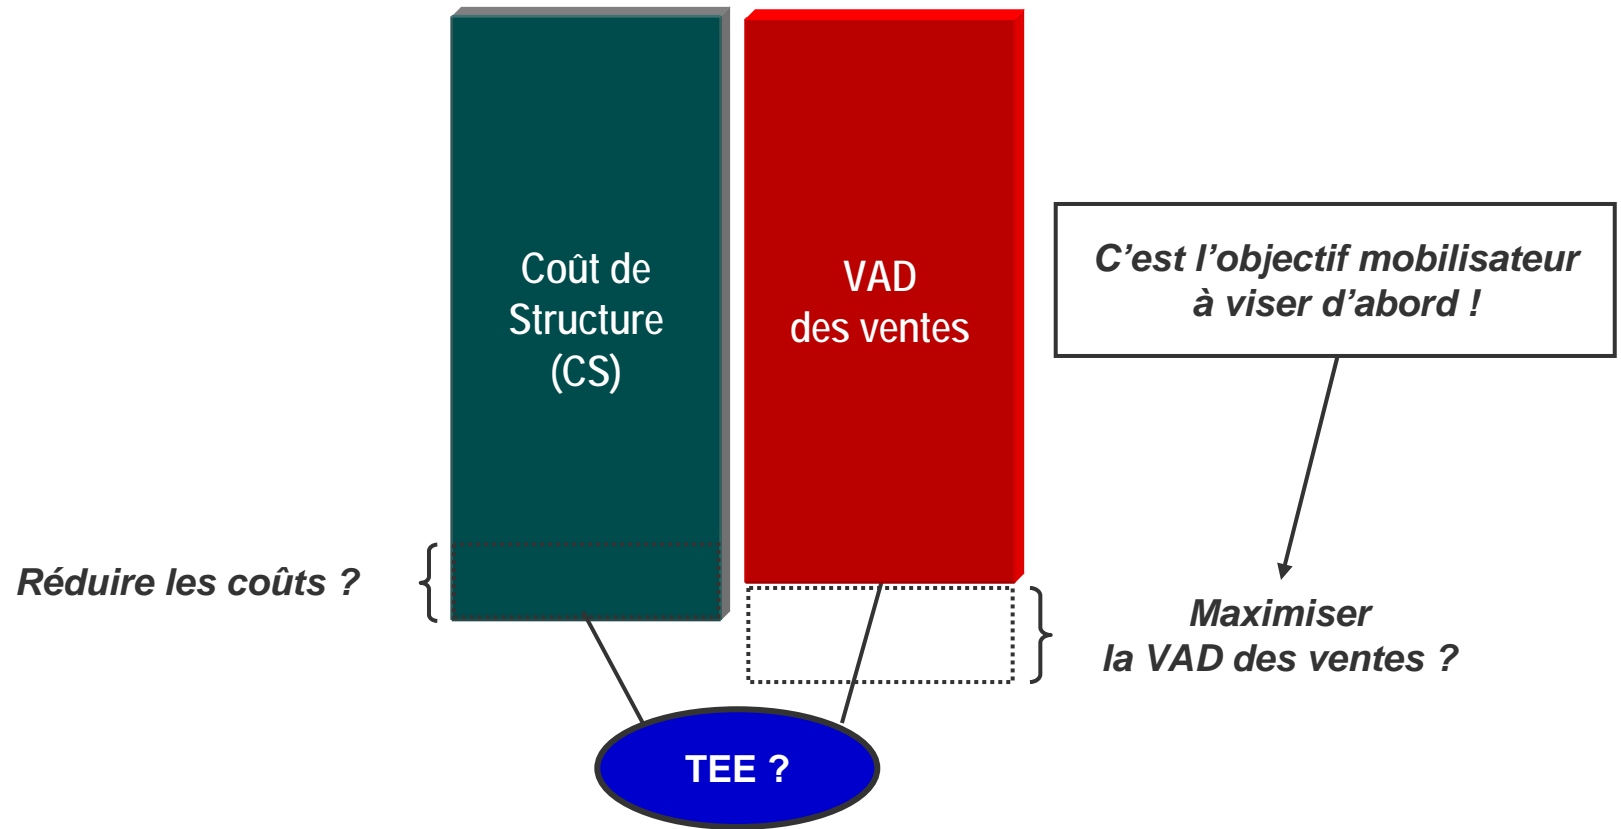 Coût de
Structure
(CS)
VAD
des ventes
C’est l’objectif mobilisateur
à viser d’abord !
Réduire les coûts ?
Maximiser
la VAD des ventes ?
TEE ?